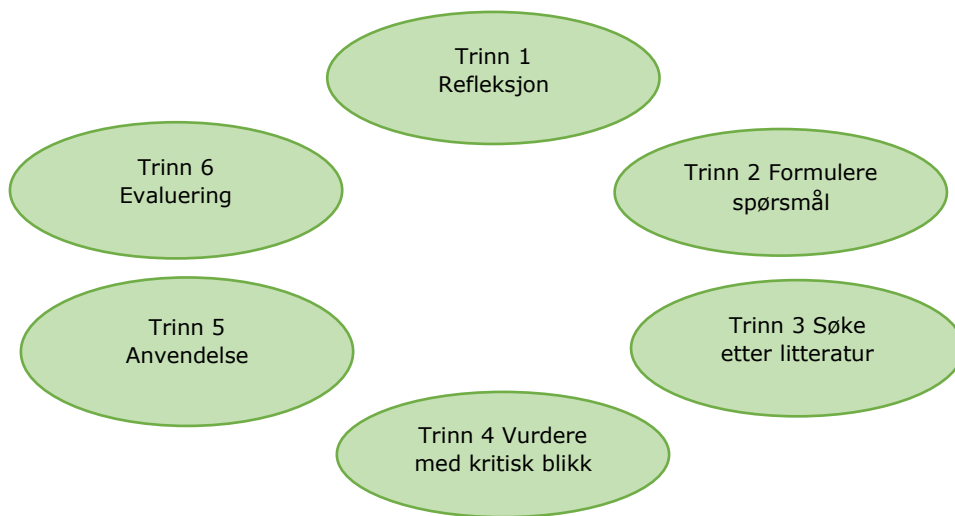 Trinn 1
Refleksjon
Trinn 2 Formulere
spørsmål
Trinn 3 Søke
etter litteratur
Trinn 4 Vurdere
med kritisk blikk
Trinn 5
Anvendelse
Trinn 6
Evaluering